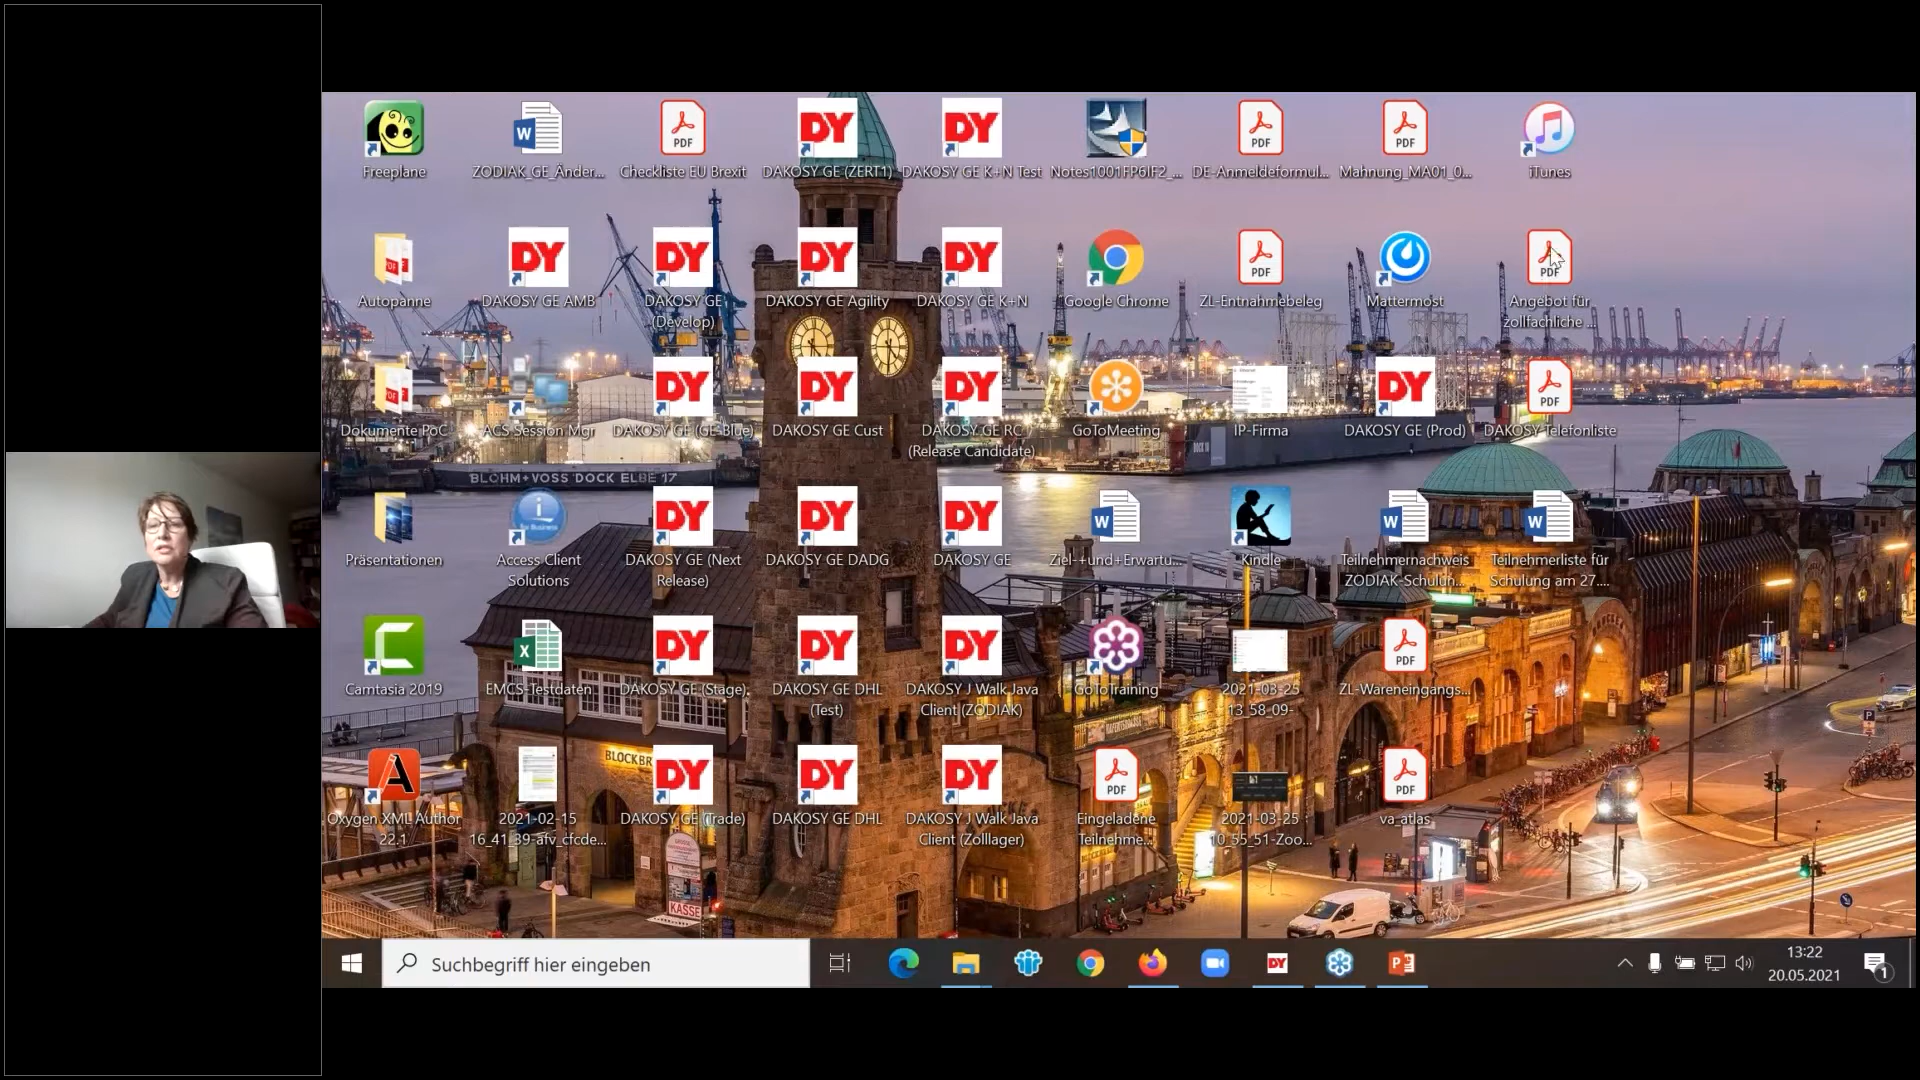 Freeplane
ZODIAK_GE_Änder...
Checkliste EU Brexit
DAKOSY GE (ZERT1)
DAKOSY GE K+N Test
Notes1001FP6IF2_...
DE-Anmeldeformul...
Mahnung_MA01_0...
iTunes
Autopanne
DAKOSY GE AMB
DAKOSY GE
(Develop)
DAKOSY GE Agility
DAKOSY GE K+N
Google Chrome
ZL-Entnahmebeleg
Mattermost
Angebot für
zollfachliche ...
Dokumente PoC
ACS Session Mgr
DAKOSY GE (GE-Blue)
DAKOSY GE Cust
DAKOSY GE RC
(Release Candidate)
GoToMeeting
IP-Firma
DAKOSY GE (Prod)
DAKOSY-Telefonliste
BLOHM+VOSS DOCK ELBE 17
Präsentationen
Access Client
Solutions
DAKOSY GE (Next
Release)
DAKOSY GE DADG
DAKOSY GE
Ziel-+und+Erwartu...
Kindle
Teilnehmernachweis
ZODIAK-Schulun...
Teilnehmerliste für
Schulung am 27....
Camtasia 2019
EMCS-Testdaten
DAKOSY GE (Stage)
DAKOSY GE DHL
(Test)
DAKOSY J Walk Java
Client (ZODIAK)
GoToTraining
2021-03-25
13_58_09-
ZL-Wareneingangs...
BLOCKBR
Oxygen XML Author
22.1
2021-02-15
16_41_39-afv_cfcde...
DAKOSY GE (Trade)
DAKOSY GE DHL
DAKOSY J Walk Java
Client (Zolllager)
Eingeladene
Teilnehme...
2021-03-25
10_55_51-Zoo...
va_atlas
KASSE
Suchbegriff hier eingeben
DY
13:22
20.05.2021
1